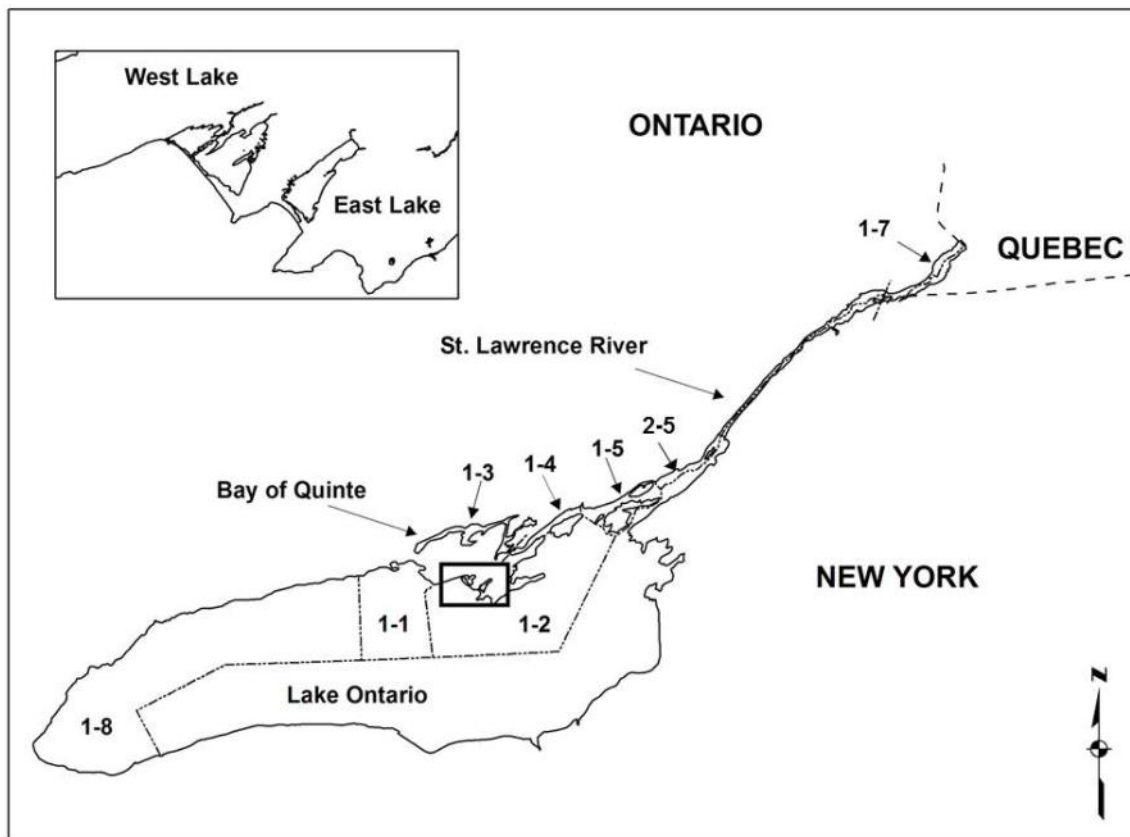 West Lake
East Lake
ONTARIO
1-7
QUEBEC
St. Lawrence River
2-5
1-5
1-4
1-3
Bay of Quinte
NEW YORK
1-1
1-2
Lake Ontario
1-8
N